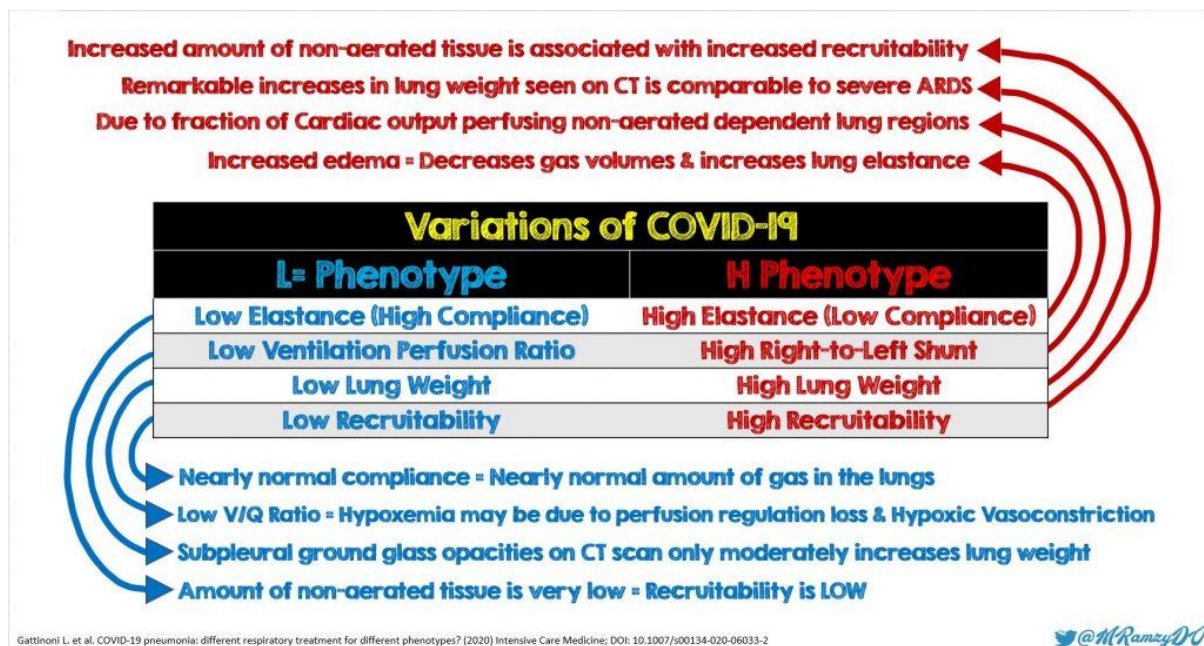 Increased amount of non-aerated tissue is associated with increased recruitability
Remarkable increases in lung weight seen on CT is comparable to severe ARDS
Due to fraction of Cardiac output perfusing non-aerated dependent lung regions
Increased edema = Decreases gas volumes & increases lung elastance
Variations of COVID-19
L= Phenotype
H Phenotype
Low Elastance (High Compliance)
High Elastance (Low Compliance)
Low Ventilation Perfusion Ratio
High Right-to-Left Shunt
Low Lung Weight
High Lung Weight
Low Recruitability
High Recruitability
Nearly normal compliance = Nearly normal amount of gas in the lungs
Low V/Q Ratio = Hypoxemia may be due to perfusion regulation loss & Hypoxic Vasoconstriction
Subpleural ground glass opacities on CT scan only moderately increases lung weight
Amount of non-aerated tissue is very low = Recruitability is LOW
Gattinoni L. et al. COVID-19 pneumonia: different respiratory treatment for different phenotypes? (2020) Intensive Care Medicine; DOI: 10.1007/s00134-020-06033-2
@MRamzyDO